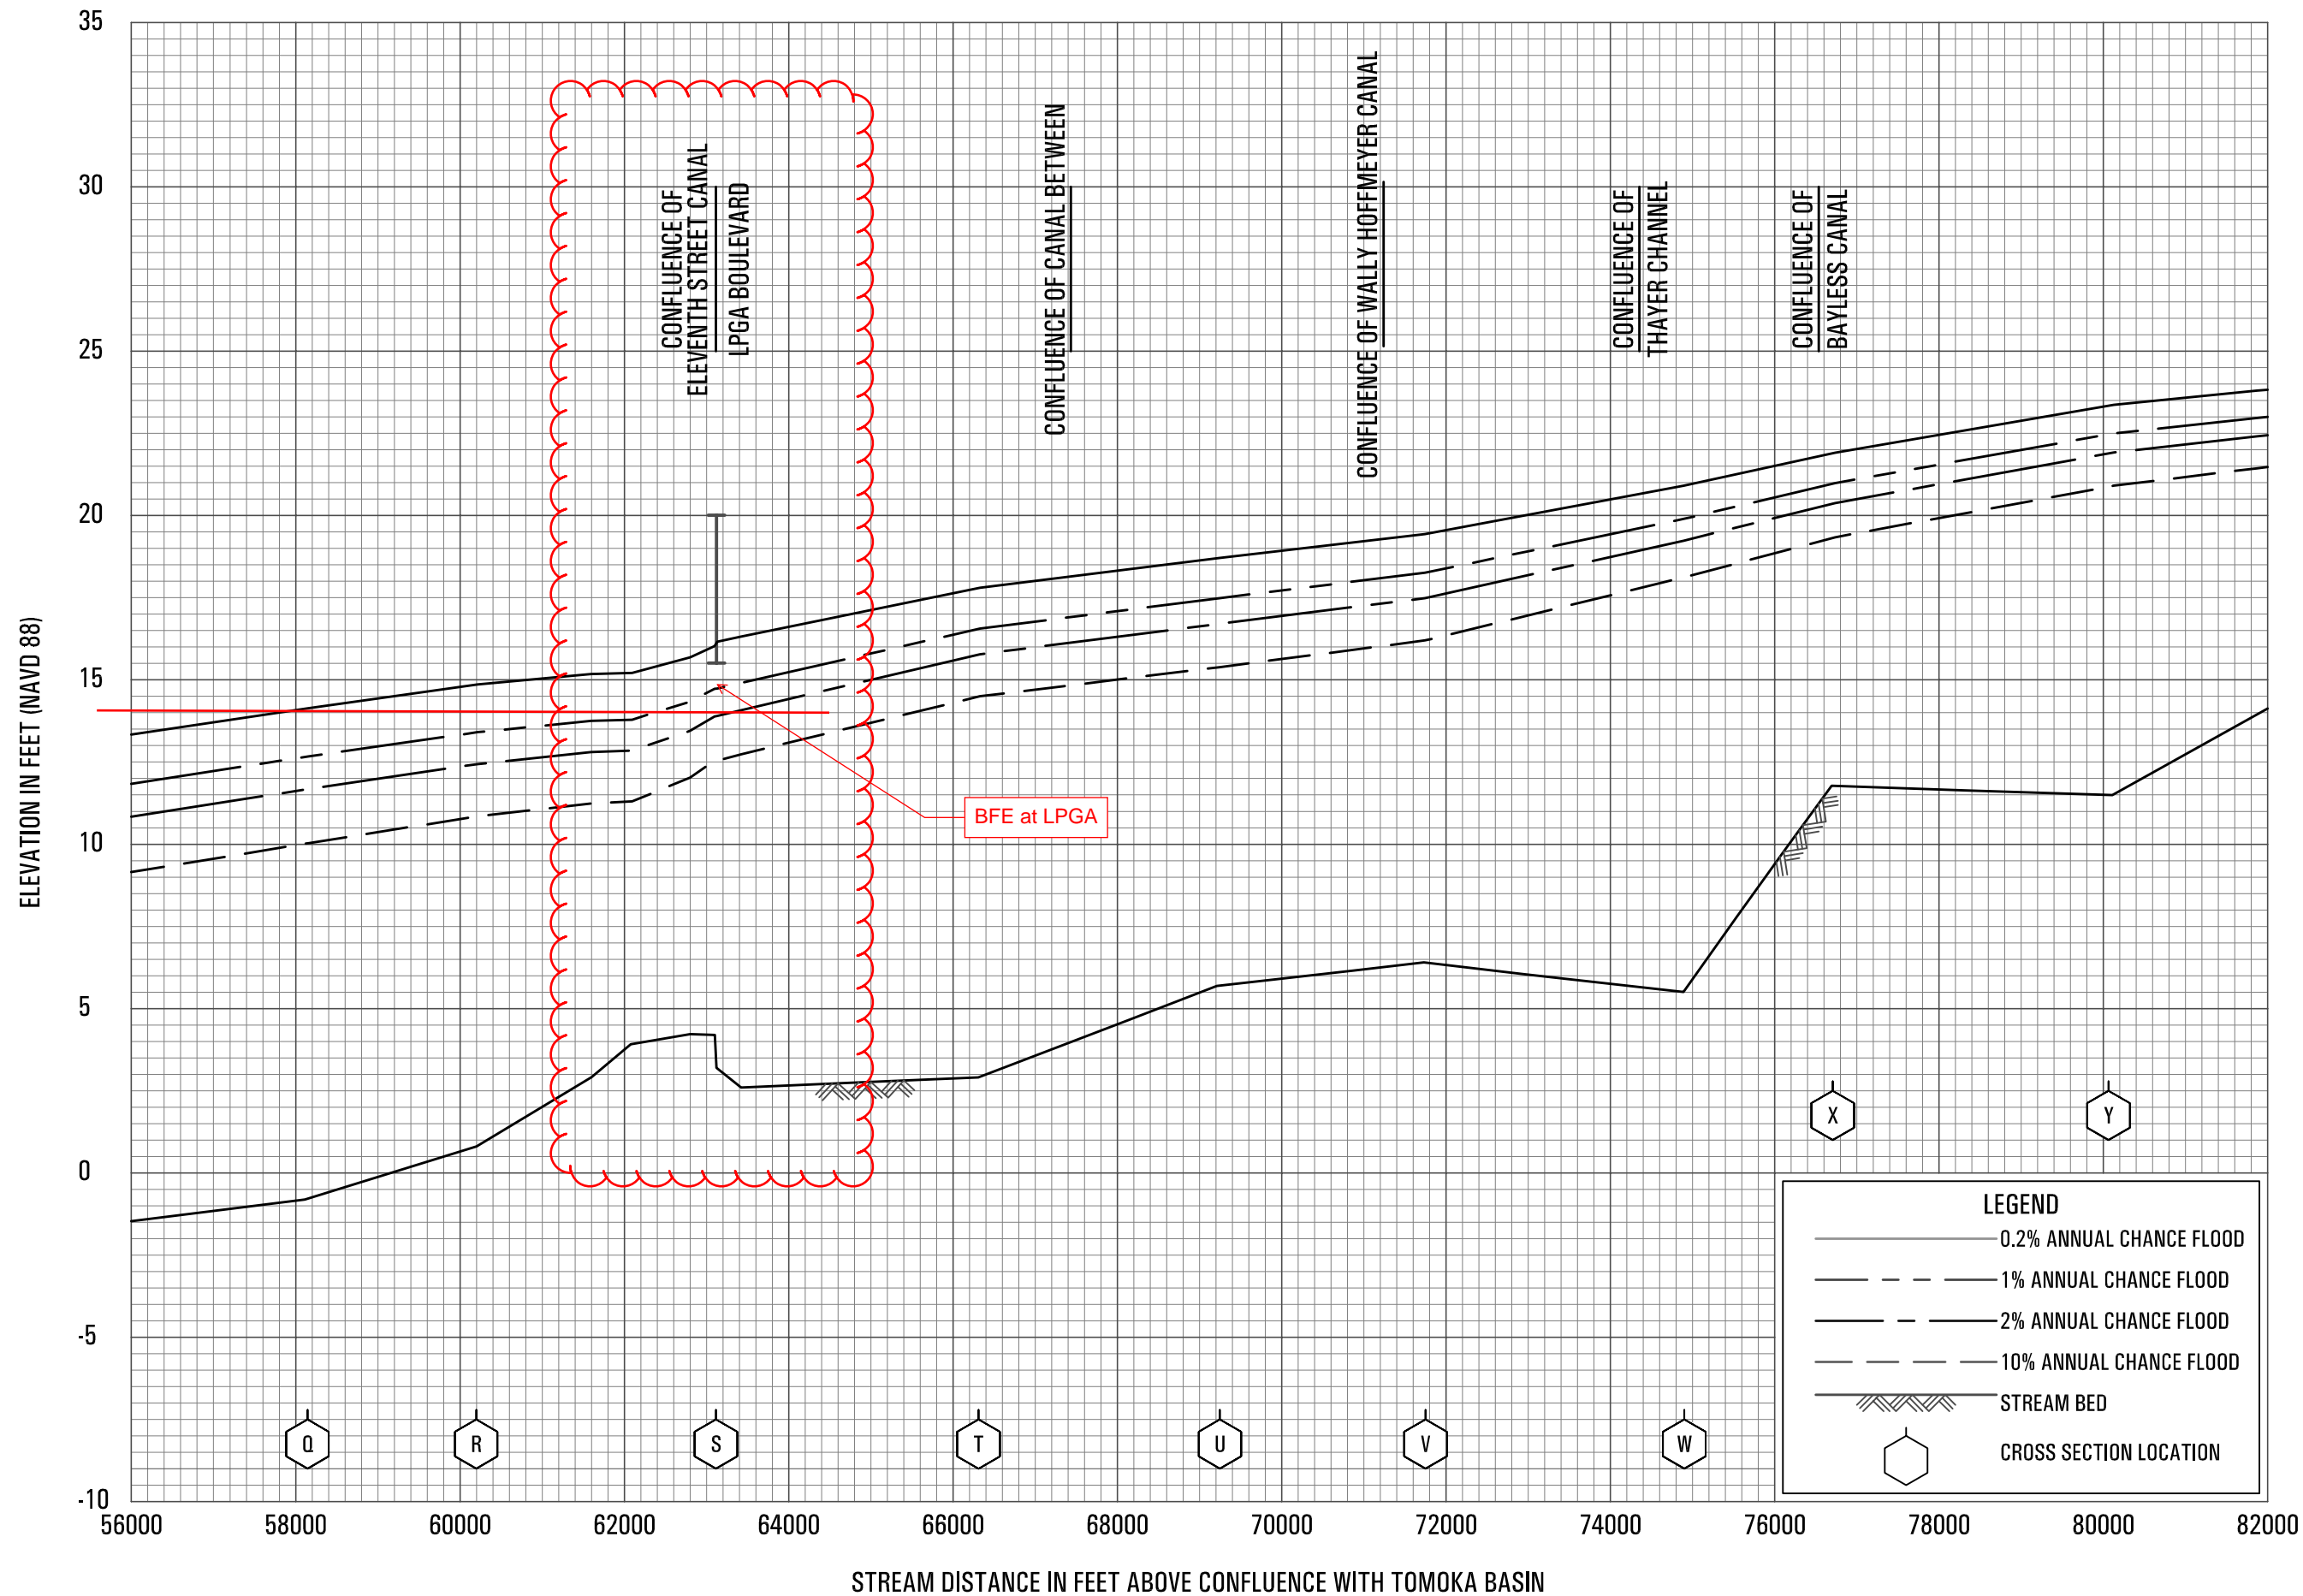 35
30
25
20
15
10
5
0
-5
-10
ELEVATION IN FEET (NAVD 88)
CONFLUENCE OF
ELEVENTH STREET CANAL
LPGA BOULEVARD
CONFLUENCE OF CANAL BETWEEN
CONFLUENCE OF WALLY HOFFMEYER CANAL
CONFLUENCE OF
THAYER CHANNEL
CONFLUENCE OF
BAYLESS CANAL
BFE at LPGA
X
Y
Q
R
S
T
U
V
W
LEGEND
0.2% ANNUAL CHANCE FLOOD
1% ANNUAL CHANCE FLOOD
2% ANNUAL CHANCE FLOOD
10% ANNUAL CHANCE FLOOD
STREAM BED
CROSS SECTION LOCATION
56000
58000
60000
62000
64000
66000
68000
70000
72000
74000
76000
78000
80000
82000
STREAM DISTANCE IN FEET ABOVE CONFLUENCE WITH TOMOKA BASIN